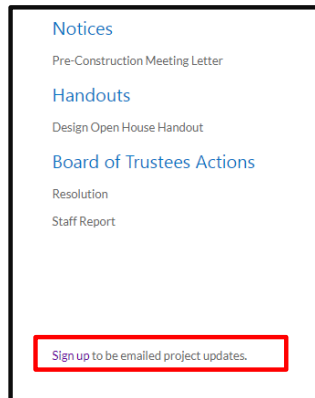 Notices
Pre-Construction Meeting Letter
Handouts
Design Open House Handout
Board of Trustees Actions
Resolution
Staff Report
Sign up to be emailed project updates.